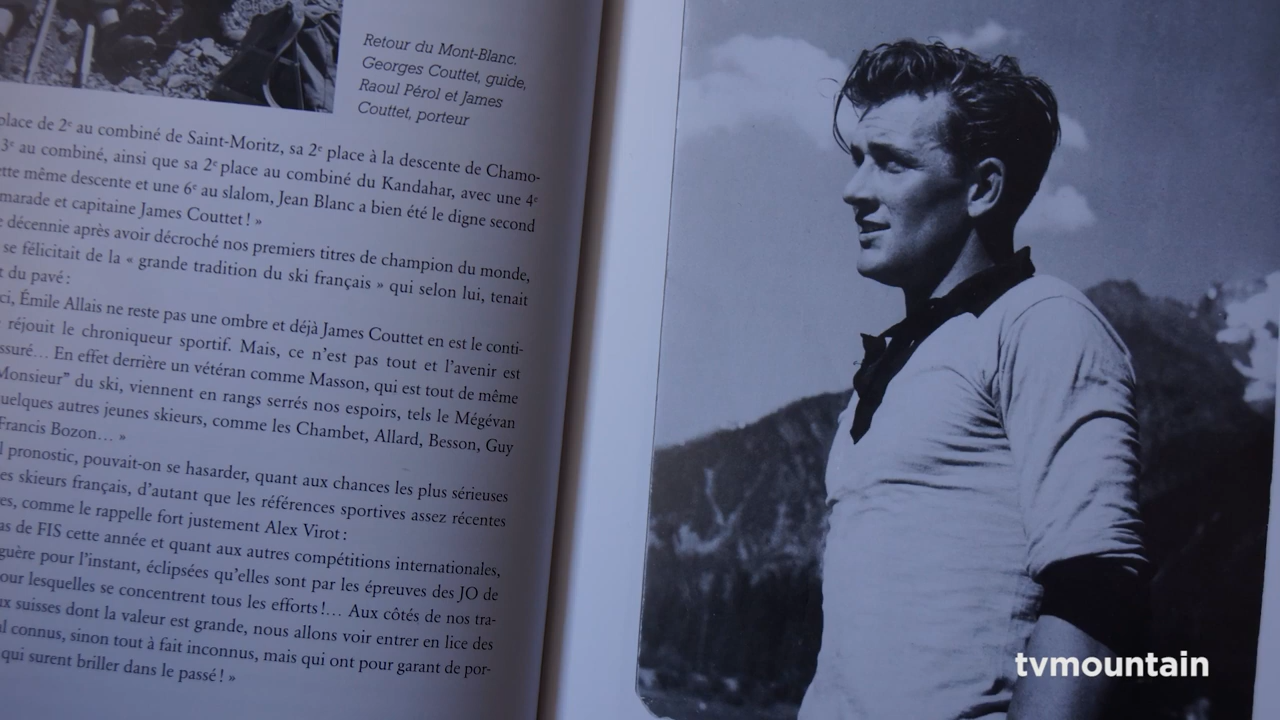 Retour du Mont-Blanc.
Georges Couttet, guide,
Raoul Pérol et James
Couttet, porteur
place de 2e au combiné de Saint-Moritz, sa 2e place à la descente de Chamo-
3e au combiné, ainsi que sa 2e place au combiné du Kandahar, avec une 4e
ette même descente et une 6e au slalom, Jean Blanc a bien été le digne second
marade et capitaine James Couttet ! »
e décennie après avoir décroché nos premiers titres de champion du monde,
se félicitait de la « grande tradition du ski français » qui selon lui, tenait
t du pavé :
ci, Émile Allais ne reste pas une ombre et déjà James Couttet en est le conti-
réjouit le chroniqueur sportif. Mais, ce n’est pas tout et l’avenir est
ssuré… En effet derrière un vétéran comme Masson, qui est tout de même
Monsieur” du ski, viennent en rangs serrés nos espoirs, tels le Mégévan
uelques autres jeunes skieurs, comme les Chambet, Allard, Besson, Guy
Francis Bozon… »
l pronostic, pouvait-on se hasarder, quant aux chances les plus sérieuses
es skieurs français, d’autant que les références sportives assez récentes
es, comme le rappelle fort justement Alex Virot :
as de FIS cette année et quant aux autres compétitions internationales,
guère pour l’instant, éclipsées qu’elles sont par les épreuves des JO de
our lesquelles se concentrent tous les efforts !… Aux côtés de nos tra-
ux suisses dont la valeur est grande, nous allons voir entrer en lice des
al connus, sinon tout à fait inconnus, mais qui ont pour garant de por-
qui surent briller dans le passé ! »
tvmountain